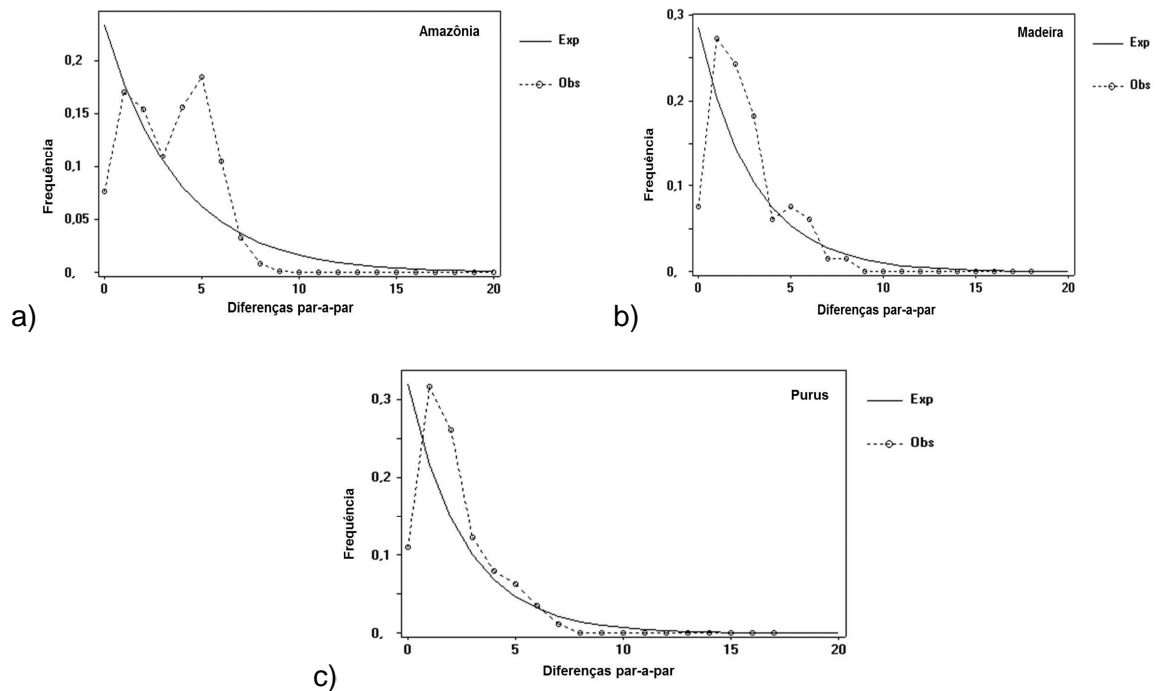 Amazônia
Exp
Obs
0,2
0,15
0,1
0,05
0,
Frequência
0 5 10 15 20
Diferenças par-a-par
a)
Madeira
Exp
Obs
0,3
0,2
0,1
0,
Frequência
0 5 10 15 20
Diferenças par-a-par
b)
Purus
Exp
Obs
0,3
0,2
0,1
0,
Frequência
0 5 10 15 20
Diferenças par-a-par
c)